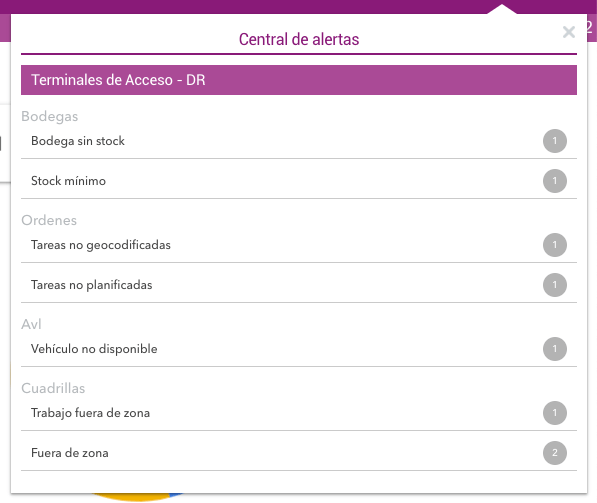 Central de alertas
×
2
Terminales de Acceso - DR
Bodegas
Bodega sin stock 1
Stock mínimo 1
Ordenes
Tareas no geocodificadas 1
Tareas no planificadas 1
Avl
Vehículo no disponible 1
Cuadrillas
Trabajo fuera de zona 1
Fuera de zona 2